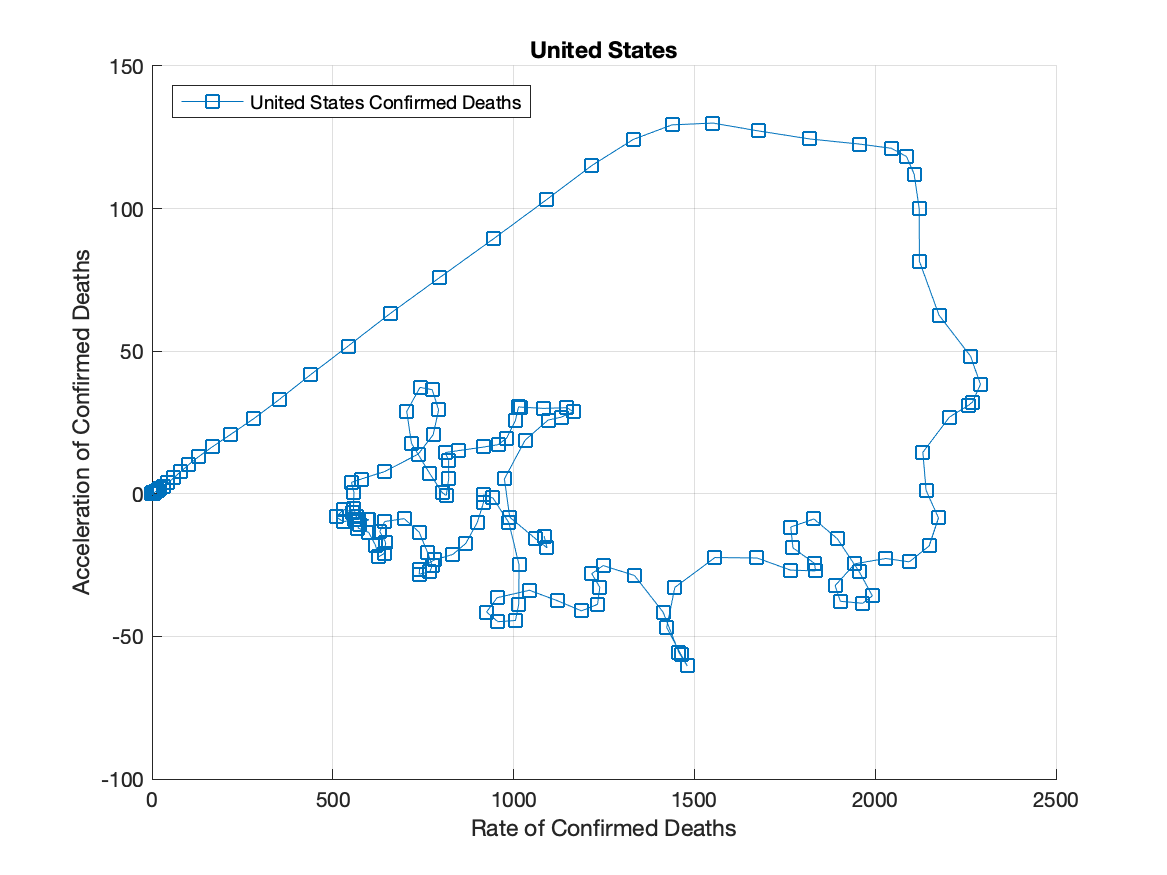 United States
United States Confirmed Deaths
150
100
50
0
-50
-100
Acceleration of Confirmed Deaths
0 500 1000 1500 2000 2500
Rate of Confirmed Deaths